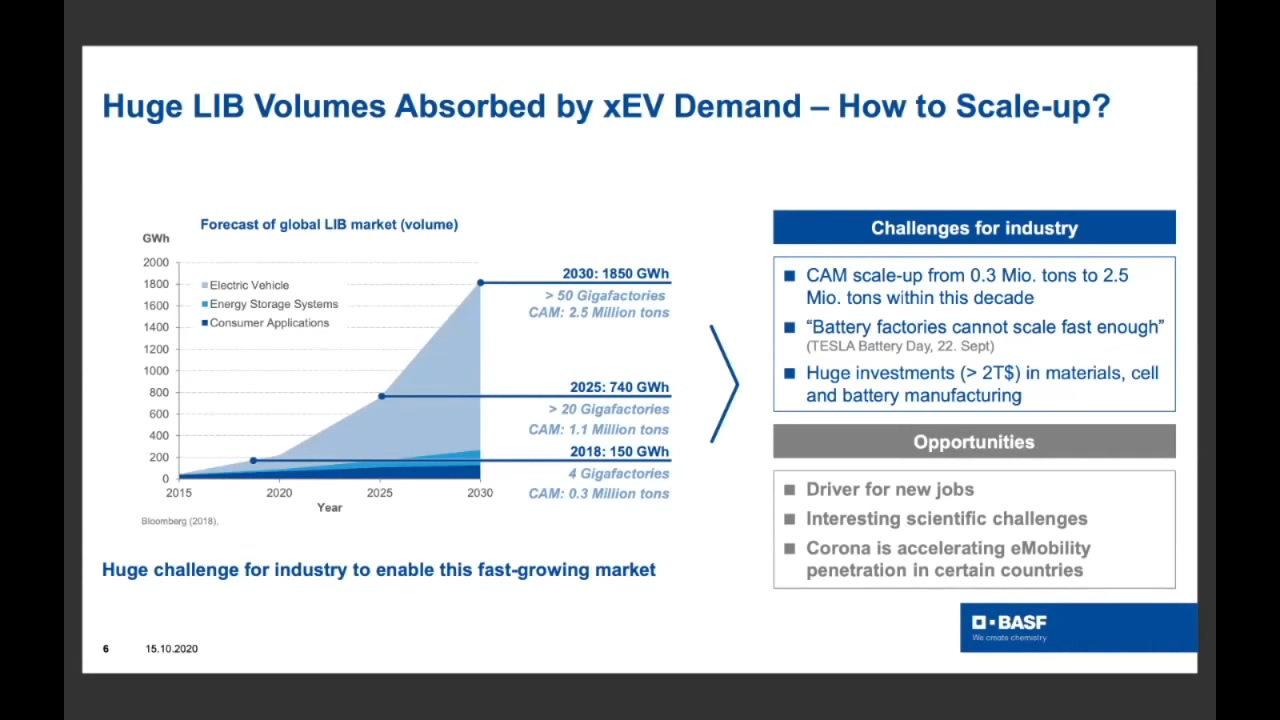 Huge LIB Volumes Absorbed by xEV Demand – How to Scale-up?
Forecast of global LIB market (volume)
GWh
2000
1800
1600
1400
1200
1000
800
600
400
200
0
2015
2020
2025
2030
Year
Electric Vehicle
Energy Storage Systems
Consumer Applications
2030: 1850 GWh
> 50 Gigafactories
CAM: 2.5 Million tons
2025: 740 GWh
> 20 Gigafactories
CAM: 1.1 Million tons
2018: 150 GWh
4 Gigafactories
CAM: 0.3 Million tons
Bloomberg (2018),
Huge challenge for industry to enable this fast-growing market
Challenges for industry
CAM scale-up from 0.3 Mio. tons to 2.5
Mio. tons within this decade
“Battery factories cannot scale fast enough”
(TESLA Battery Day, 22. Sept)
Huge investments (> 2T$) in materials, cell
and battery manufacturing
Opportunities
Driver for new jobs
Interesting scientific challenges
Corona is accelerating eMobility
penetration in certain countries
BASF
We create chemistry
6
15.10.2020